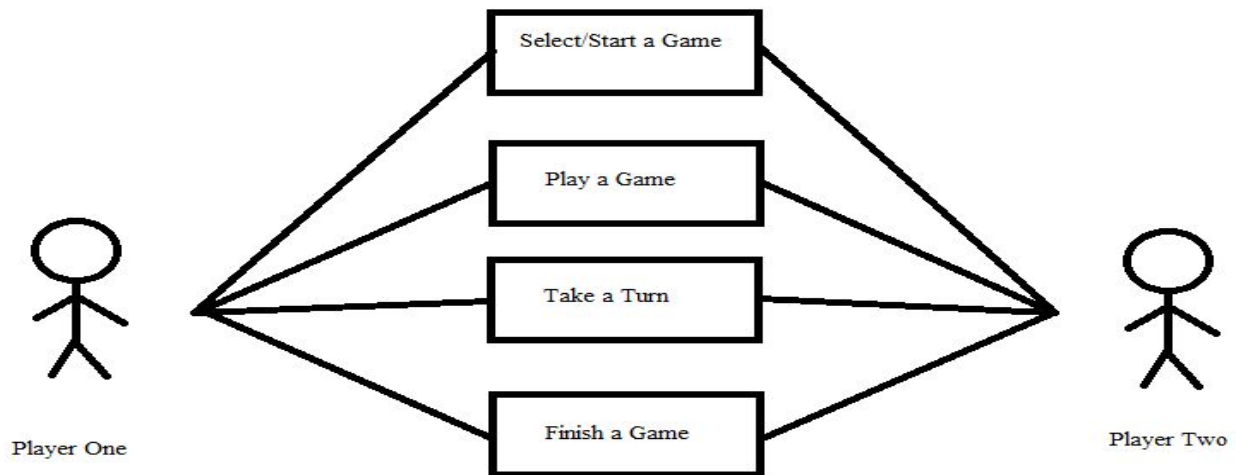 Select/Start a Game
Play a Game
Take a Turn
Finish a Game
Player One
Player Two